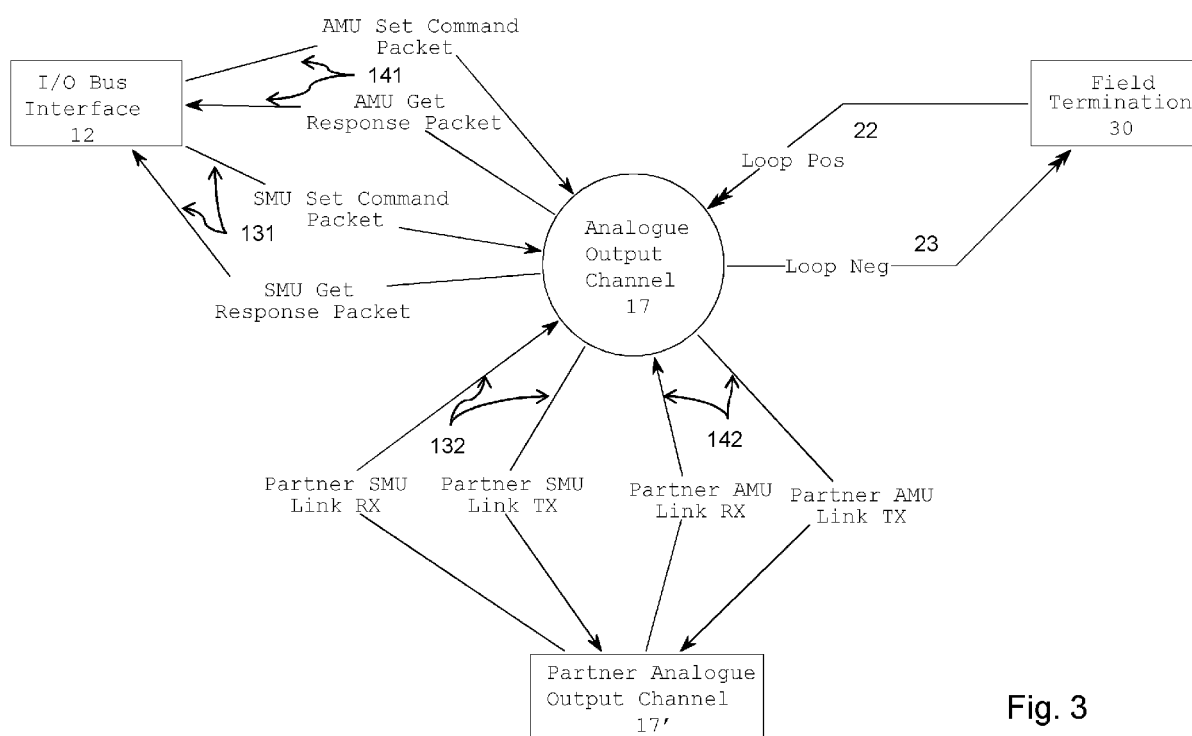 AMU Set Command
Packet
141
I/O Bus
Interface
12
AMU Get
Response Packet
SMU Set Command
Packet
131
SMU Get
Response Packet
Analogue
Output
Channel
17
Field
Termination
30
22
Loop Pos
23
Loop Neg
132
142
Partner SMU
Link RX
Partner SMU
Link TX
Partner AMU
Link RX
Partner AMU
Link TX
Partner Analogue
Output Channel
17′
Fig. 3